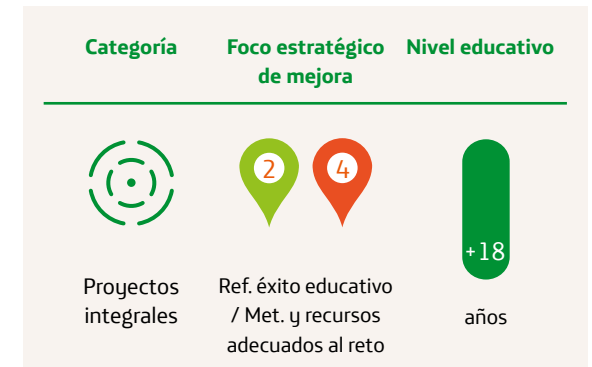 Categoría
Foco estratégico
de mejora
Nivel educativo
2
4
+18
Proyectos
integrales
Ref. éxito educativo
/ Met. y recursos
adecuados al reto
años